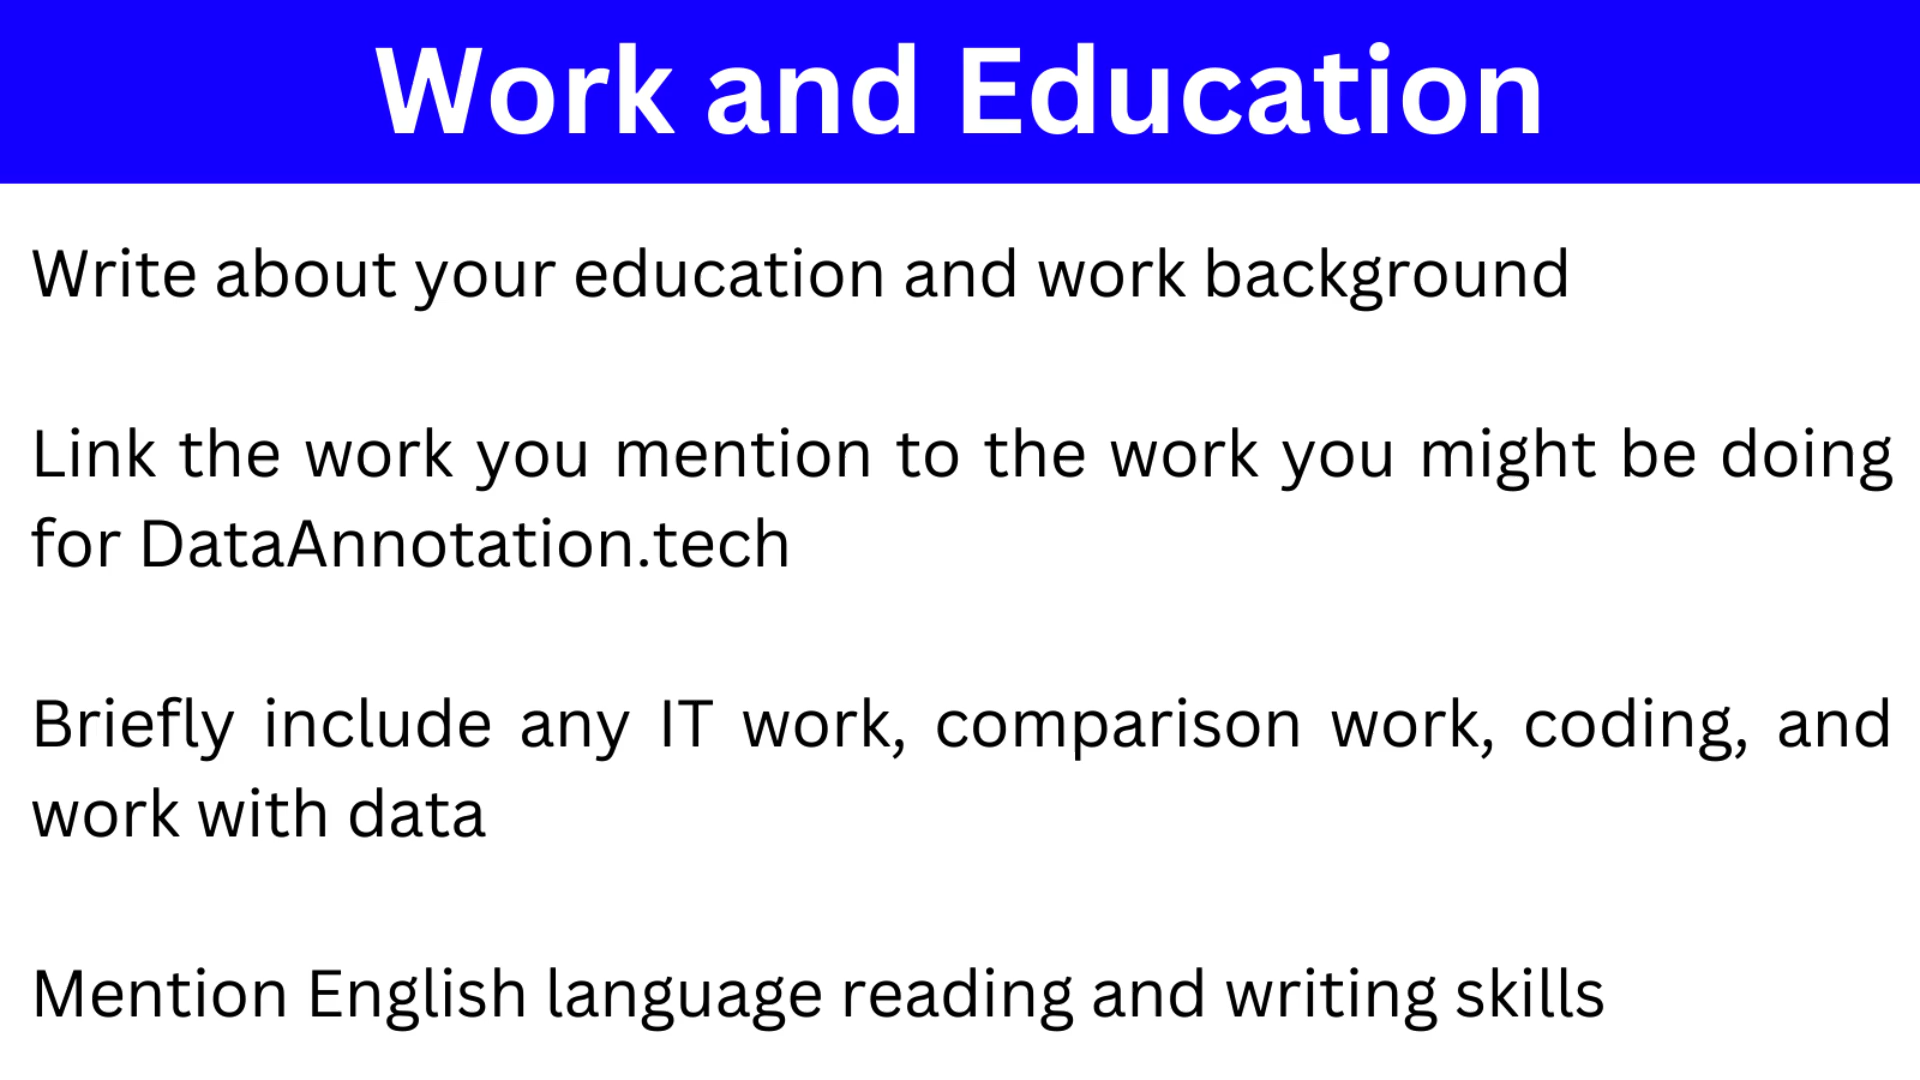 Work and Education
Write about your education and work background
Link the work you mention to the work you might be doing
for DataAnnotation.tech
Briefly include any IT work, comparison work, coding, and
work with data
Mention English language reading and writing skills